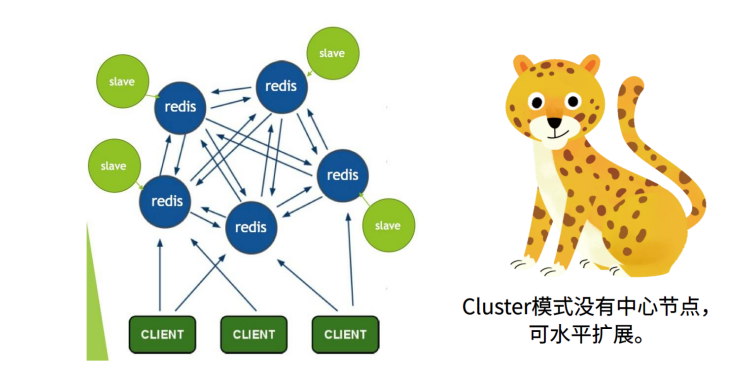 slave
slave
redis
redis
slave
redis
redis
redis
slave
CLIENT
CLIENT
CLIENT
Cluster模式没有中心节点，
可水平扩展。